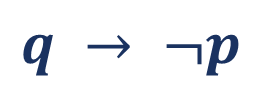 q → ¬p